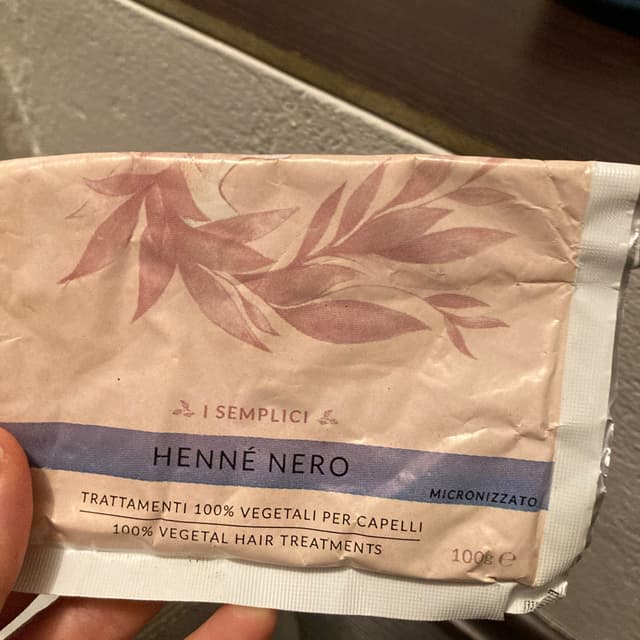 I SEMPLICI
HENNÉ NERO
MICRONIZZATO
TRATTAMENTI 100% VEGETALI PER CAPELLI
100% VEGETAL HAIR TREATMENTS
100g ℮